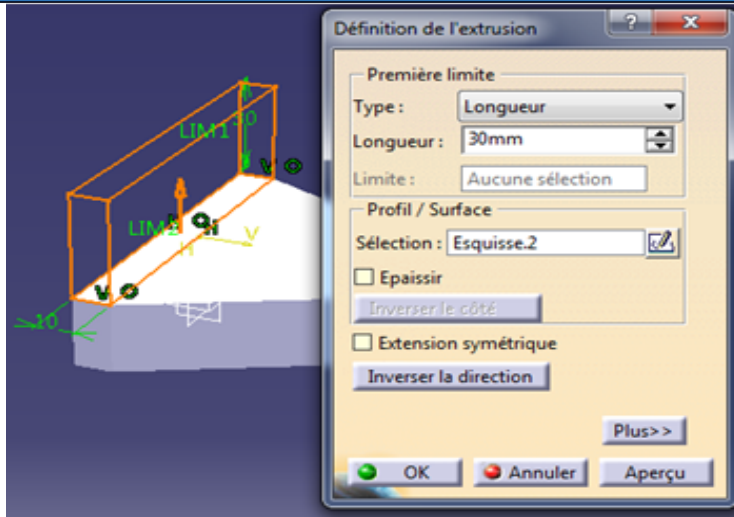 Définition de l'extrusion
?
X
Première limite
Type :
Longueur
Longueur :
30mm
Limite :
Aucune sélection
Profil / Surface
Sélection :
Esquisse.2
Epaissir
Inverser le côté
Extension symétrique
Inverser la direction
Plus>>
OK
Annuler
Aperçu
LIM1
30
V
LIM2
H
H
V
V
10